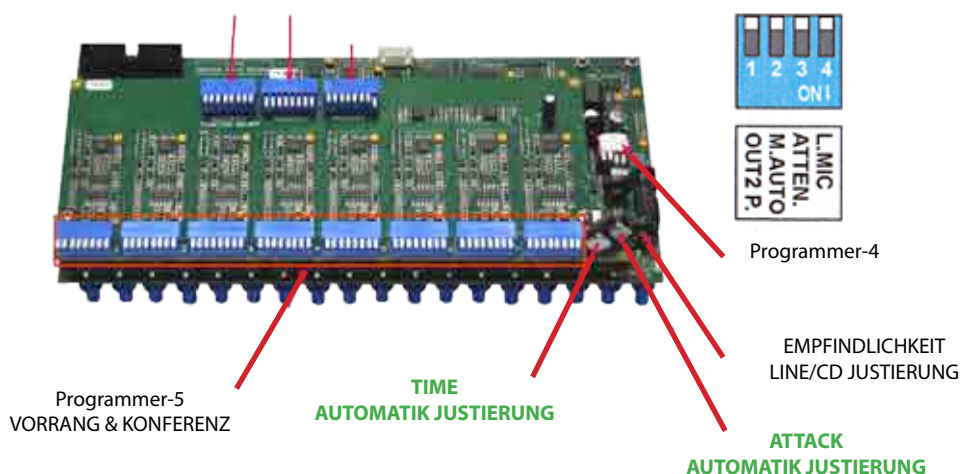 1 2 3 4
ON↓
L.MIC
ATTEN.
M.AUTO
OUT2 P.
Programmer-4
EMPFINDLICHKEIT
LINE/CD JUSTIERUNG
Programmer-5
VORRANG & KONFERENZ
TIME
AUTOMATIK JUSTIERUNG
ATTACK
AUTOMATIK JUSTIERUNG